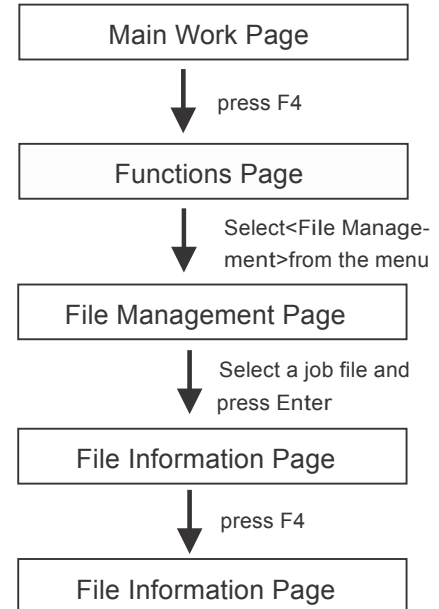 Main Work Page
press F4
Functions Page
Select<File Manage-
ment>from the menu
File Management Page
Select a job file and
press Enter
File Information Page
press F4
File Information Page